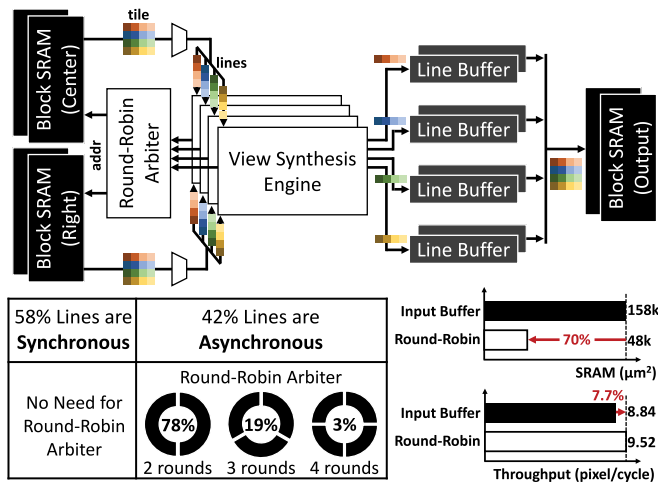 Block SRAM
(Center)
tile
lines
Block SRAM
(Right)
addr
Round-Robin
Arbiter
View Synthesis
Engine
Line Buffer
Line Buffer
Line Buffer
Line Buffer
Block SRAM
(Output)
58% Lines are
Synchronous
42% Lines are
Asynchronous
No Need for
Round-Robin
Arbiter
Round-Robin Arbiter
78%
19%
3%
2 rounds
3 rounds
4 rounds
Input Buffer
158k
Round-Robin
70%
48k
SRAM (μm²)
7.7%
Input Buffer
8.84
Round-Robin
9.52
Throughput (pixel/cycle)